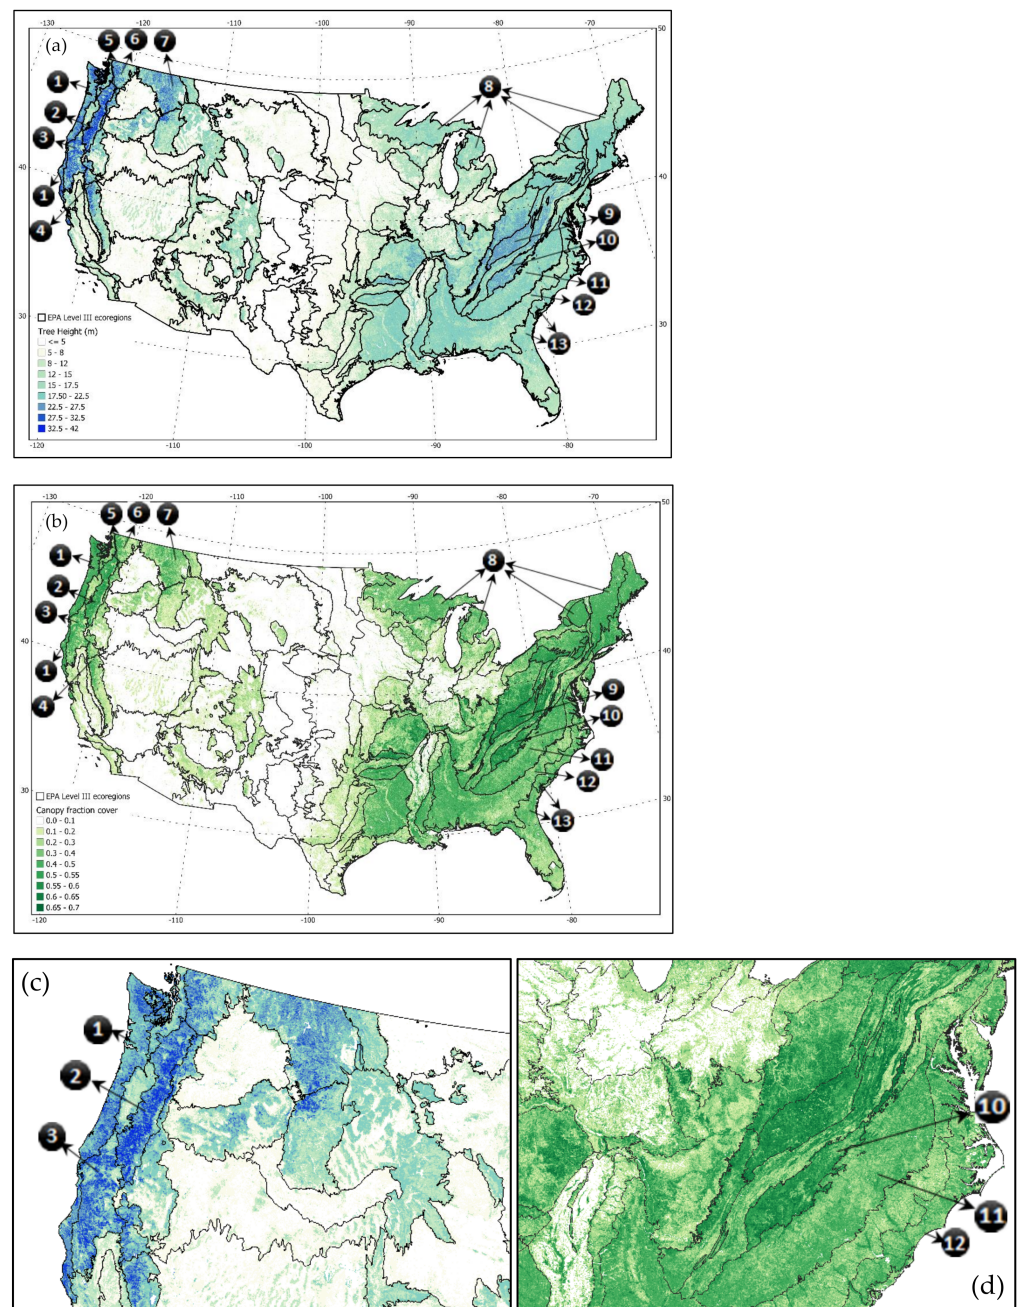 -130 -120 -110 -100 -90 -80 -70
50
(a)
5 6 7
1
8
2
3
40
40
1
9
4
10
11
12
30
13
30
EPA Level III ecoregions
Tree Height (m)
<= 5
5 - 8
8 - 12
12 - 15
15 - 17.5
17.50 - 22.5
22.5 - 27.5
27.5 - 32.5
32.5 - 42
-120 -110 -100 -90 -80
-130 -120 -110 -100 -90 -80 -70
50
(b)
5 6 7
1
8
2
3
40
40
1
9
4
10
11
12
30
13
30
EPA Level III ecoregions
Canopy fraction cover
0.0 - 0.1
0.1 - 0.2
0.2 - 0.3
0.3 - 0.4
0.4 - 0.5
0.5 - 0.55
0.55 - 0.6
0.6 - 0.65
0.65 - 0.7
-120 -110 -100 -90 -80
(c)
1
2
3
10
11
12
(d)